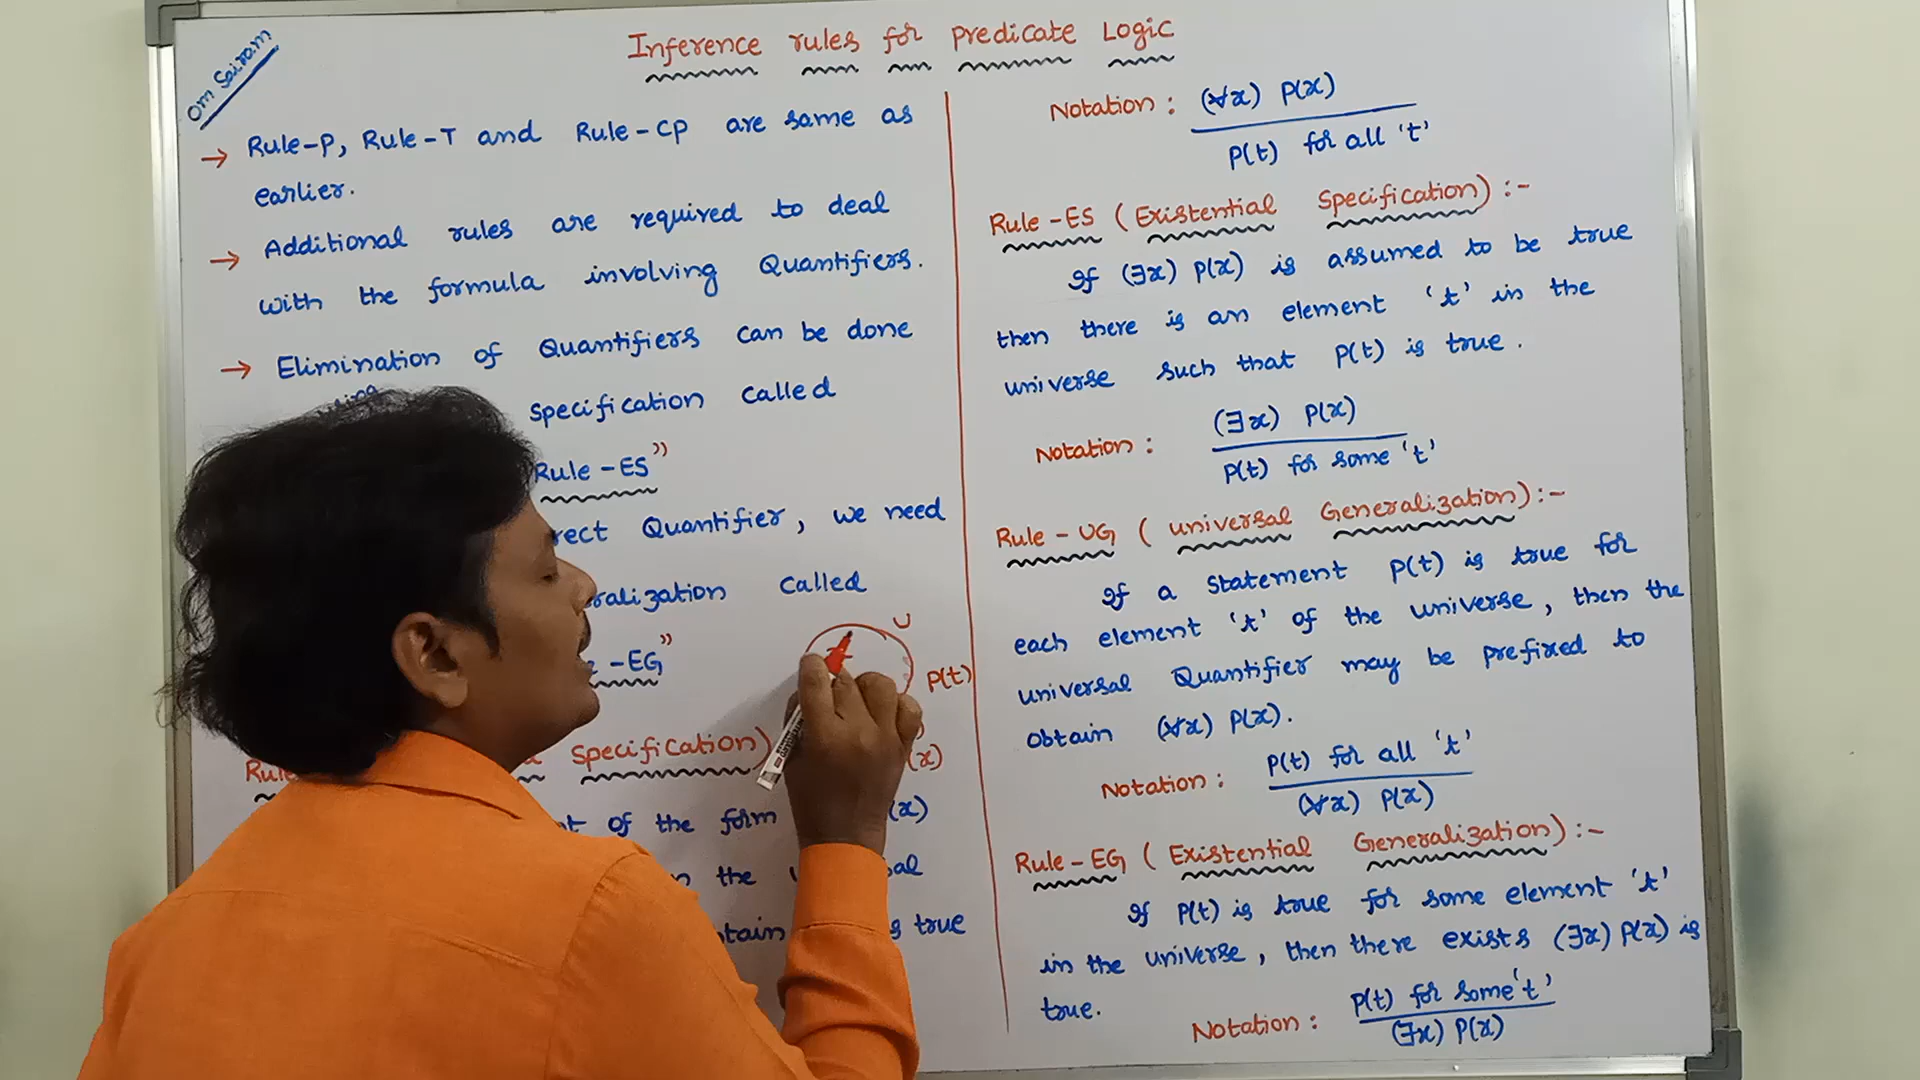 Om Sairam
Inference rules for predicate Logic
→ Rule-P, Rule-T and Rule-CP are same as
earlier.
→ Additional rules are required to deal
with the formula involving Quantifiers.
→ Elimination of Quantifiers can be done
Specification called
Rule-ES”
Quantifier, we need
called
-EG”
U
P(t)
Specification)
(x)
of the form (x)
the
true
Notation : (∀x) P(x)
P(t) for all 't'
Rule-ES (Existential Specification) :-
If (∃x) P(x) is assumed to be true
then there is an element 't' in the
universe such that P(t) is true.
Notation : (∃x) P(x)
P(t) for some 't'
Rule-UG (universal Generalization):-
If a statement P(t) is true for
each element 't' of the universe, then the
universal Quantifier may be prefixed to
obtain (∀x) P(x).
Notation : P(t) for all 't'
(∀x) P(x)
Rule-EG (Existential Generalization) :-
If P(t) is true for some element 't'
in the universe, then there exists (∃x) P(x) is
true.
Notation : P(t) for some 't'
(∃x) P(x)